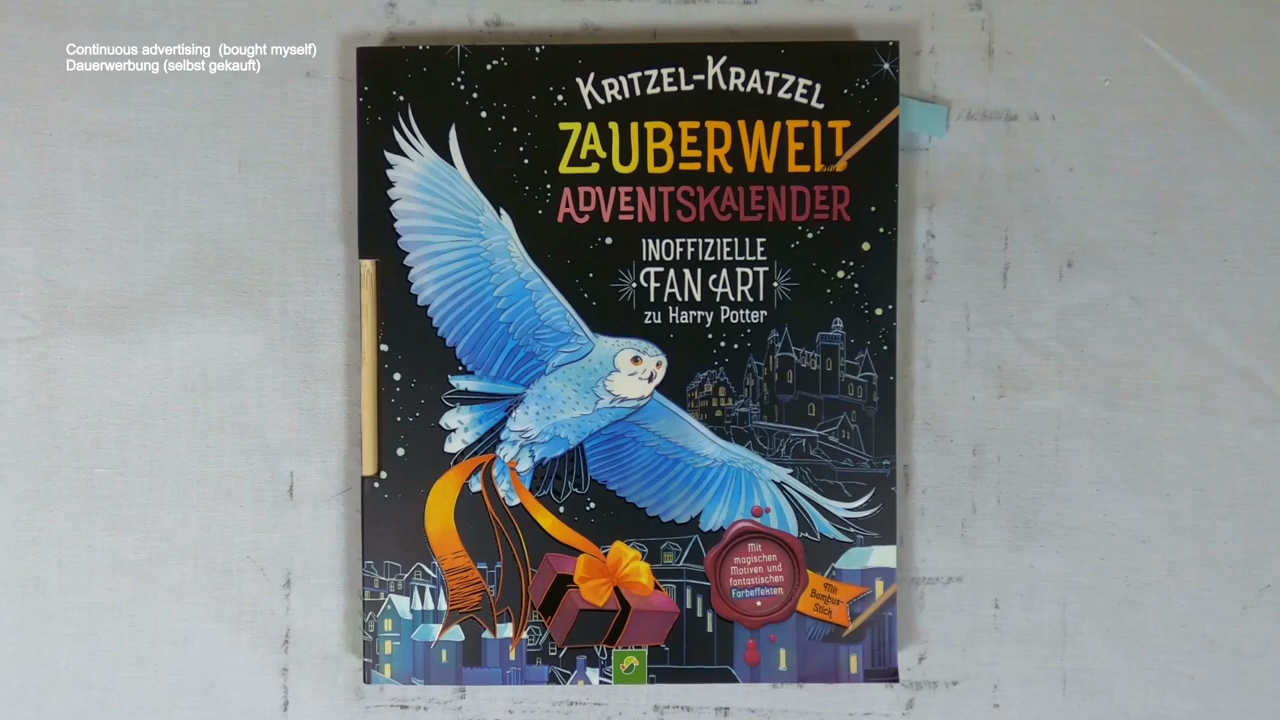 Continuous advertising (bought myself)
Dauerwerbung (selbst gekauft)
KRITZEL-KRATZEL
ZAUBERWELT
ADVENTSKALENDER
INOFFIZIELLE
FAN ART
zu Harry Potter
Mit
magischen
Motiven und
fantastischen
Farbeffekten
Mit
Bambus-
Stick